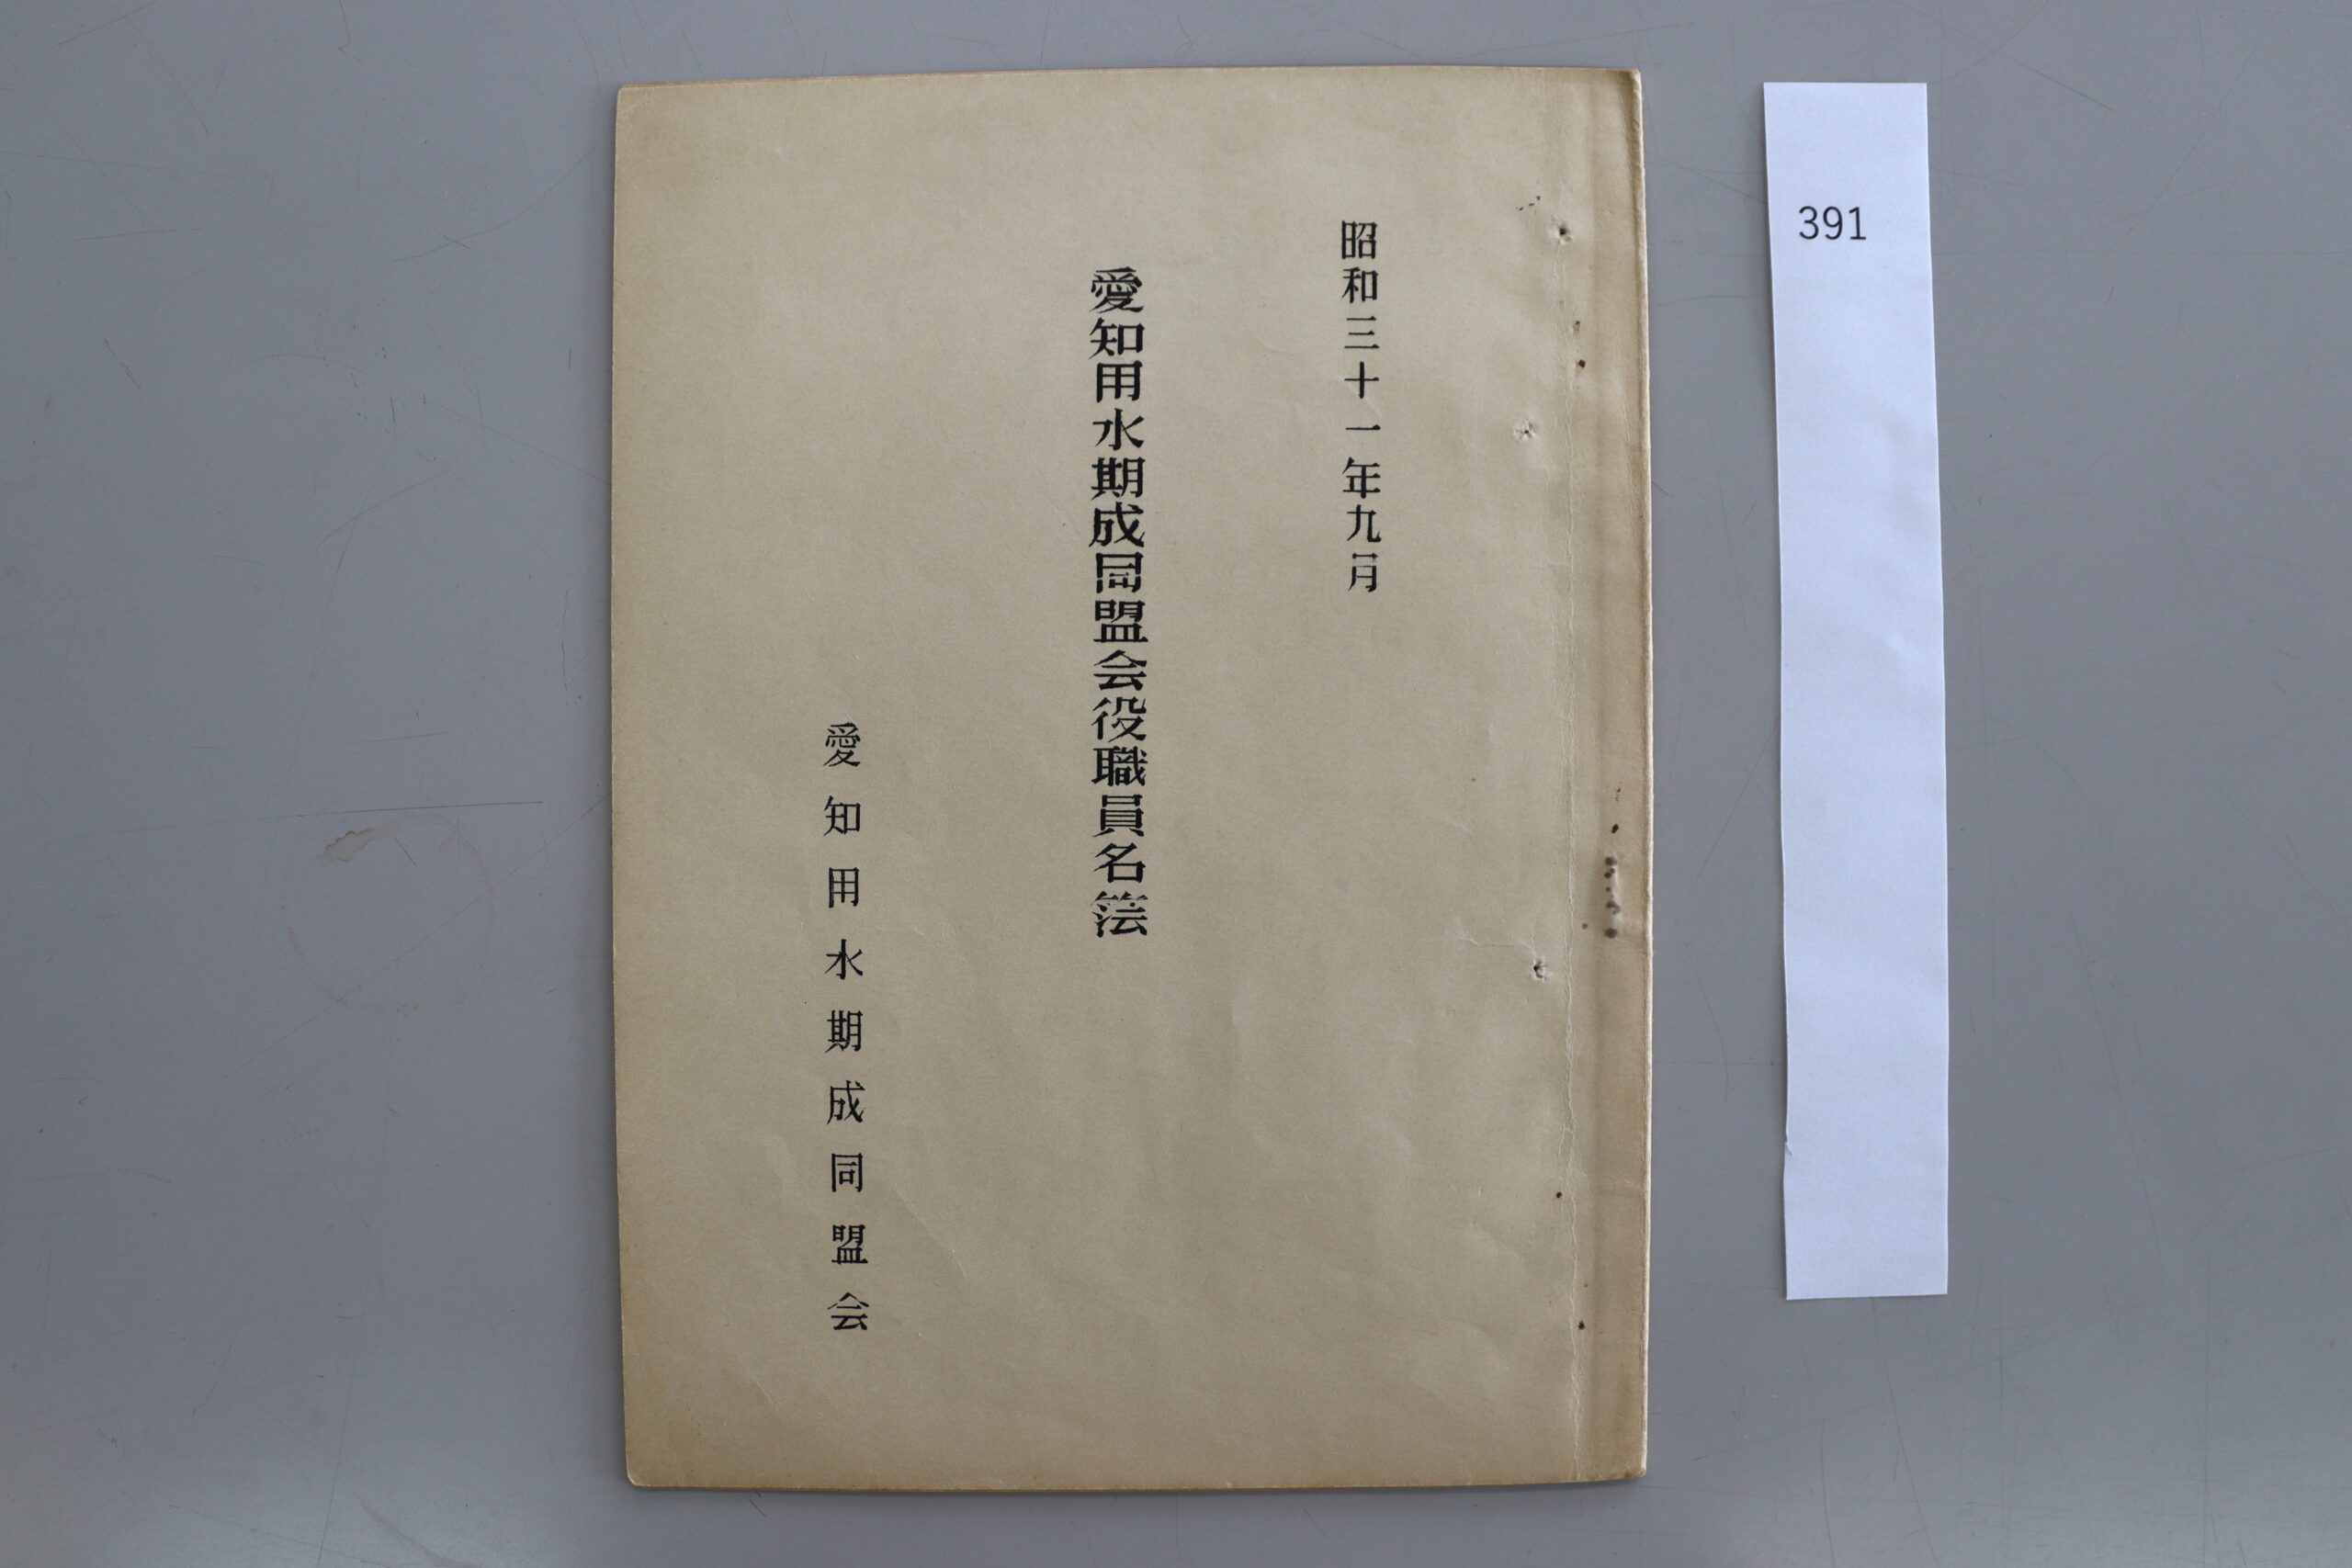 昭和三十一年九月
愛知用水期成同盟会役職員名簿
愛知用水期成同盟会
391